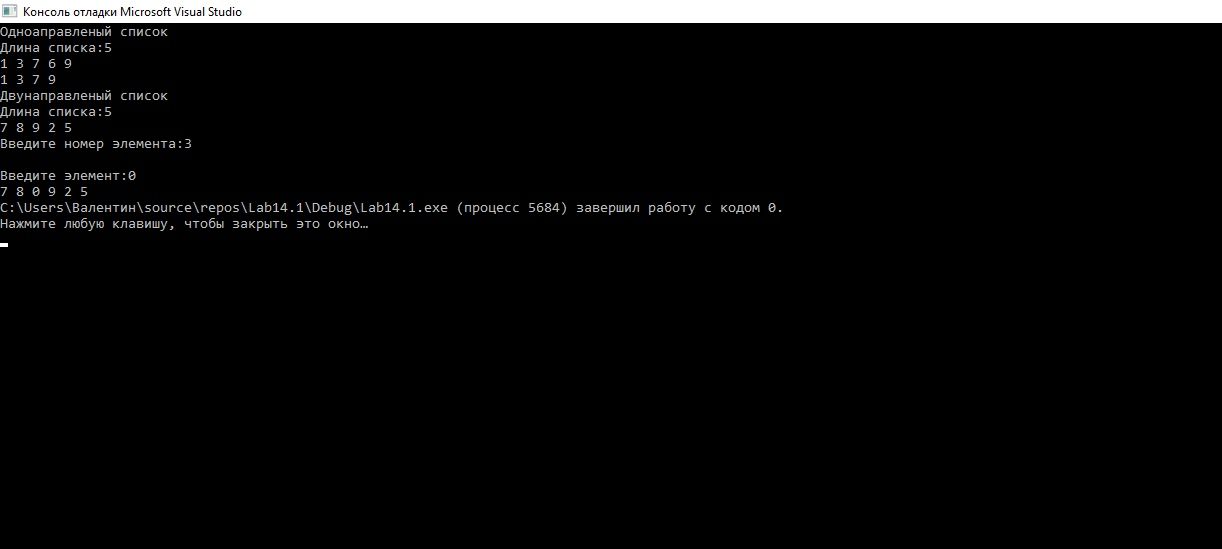 Консоль отладки Microsoft Visual Studio
Одноаправленый список
Длина списка:5
1 3 7 6 9
1 3 7 9
Двунаправленый список
Длина списка:5
7 8 9 2 5
Введите номер элемента:3
Введите элемент:0
7 8 0 9 2 5
C:\Users\Валентин\source\repos\Lab14.1\Debug\Lab14.1.exe (процесс 5684) завершил работу с кодом 0.
Нажмите любую клавишу, чтобы закрыть это окно…